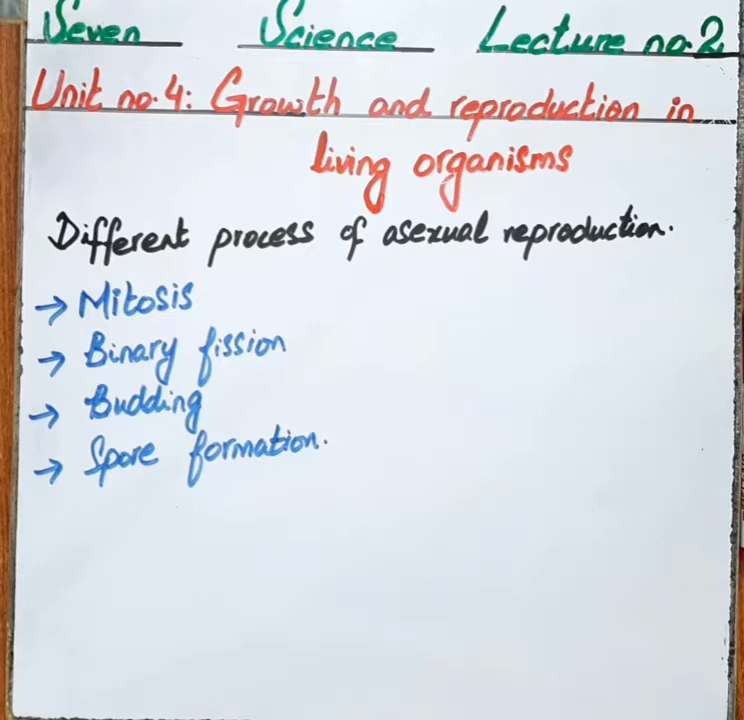 Seven Science Lecture no.2
Unit no.4: Growth and reproduction in
living organisms
Different process of asexual reproduction.
→ Mitosis
→ Binary fission
→ Budding
→ Spore formation.